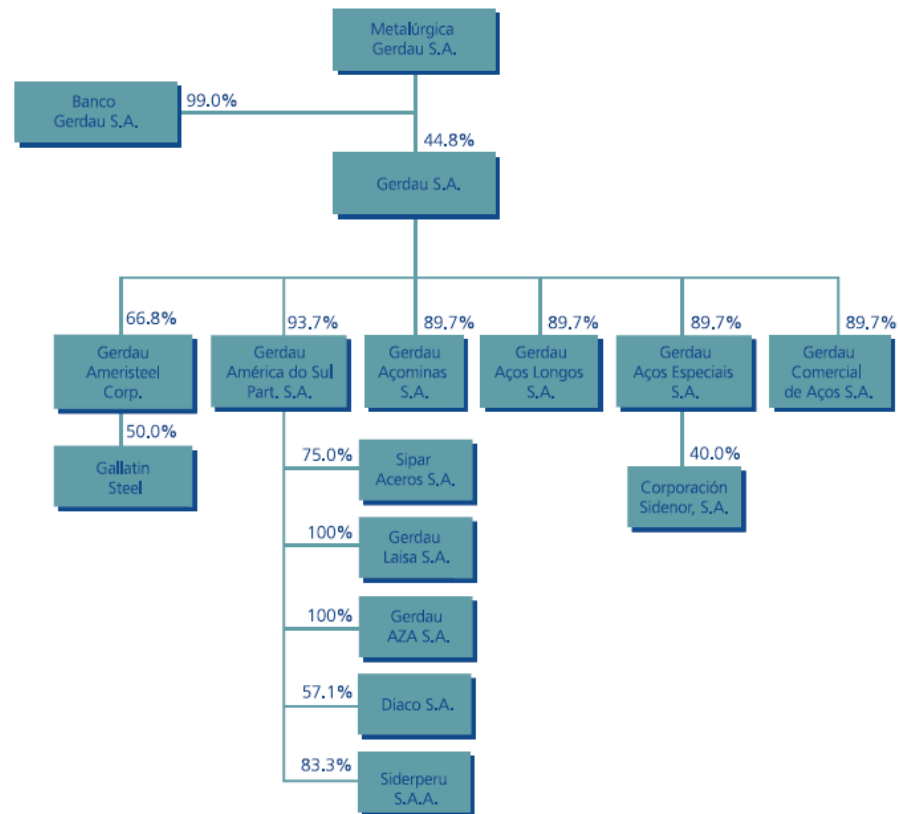 Metalúrgica
Gerdau S.A.
Banco
Gerdau S.A.
99.0%
44.8%
Gerdau S.A.
66.8%
93.7%
89.7%
89.7%
89.7%
89.7%
Gerdau
Ameristeel
Corp.
Gerdau
América do Sul
Part. S.A.
Gerdau
Açominas
S.A.
Gerdau
Aços Longos
S.A.
Gerdau
Aços Especiais
S.A.
Gerdau
Comercial
de Aços S.A.
50.0%
Gallatin
Steel
75.0%
Sipar
Aceros S.A.
40.0%
Corporación
Sidenor, S.A.
100%
Gerdau
Laisa S.A.
100%
Gerdau
AZA S.A.
57.1%
Diaco S.A.
83.3%
Siderperu
S.A.A.